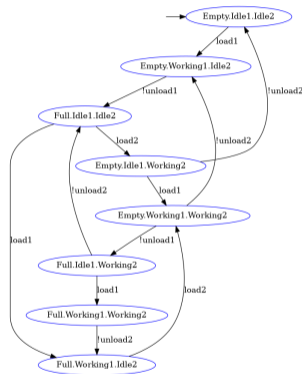 Empty.Idle1.Idle2
load1
Empty.Working1.Idle2
!unload1
Full.Idle1.Idle2
load2
!unload2
!unload2
Empty.Idle1.Working2
!unload2
load1
Empty.Working1.Working2
load1
!unload1
Full.Idle1.Working2
load1
load2
Full.Working1.Working2
!unload2
Full.Working1.Idle2